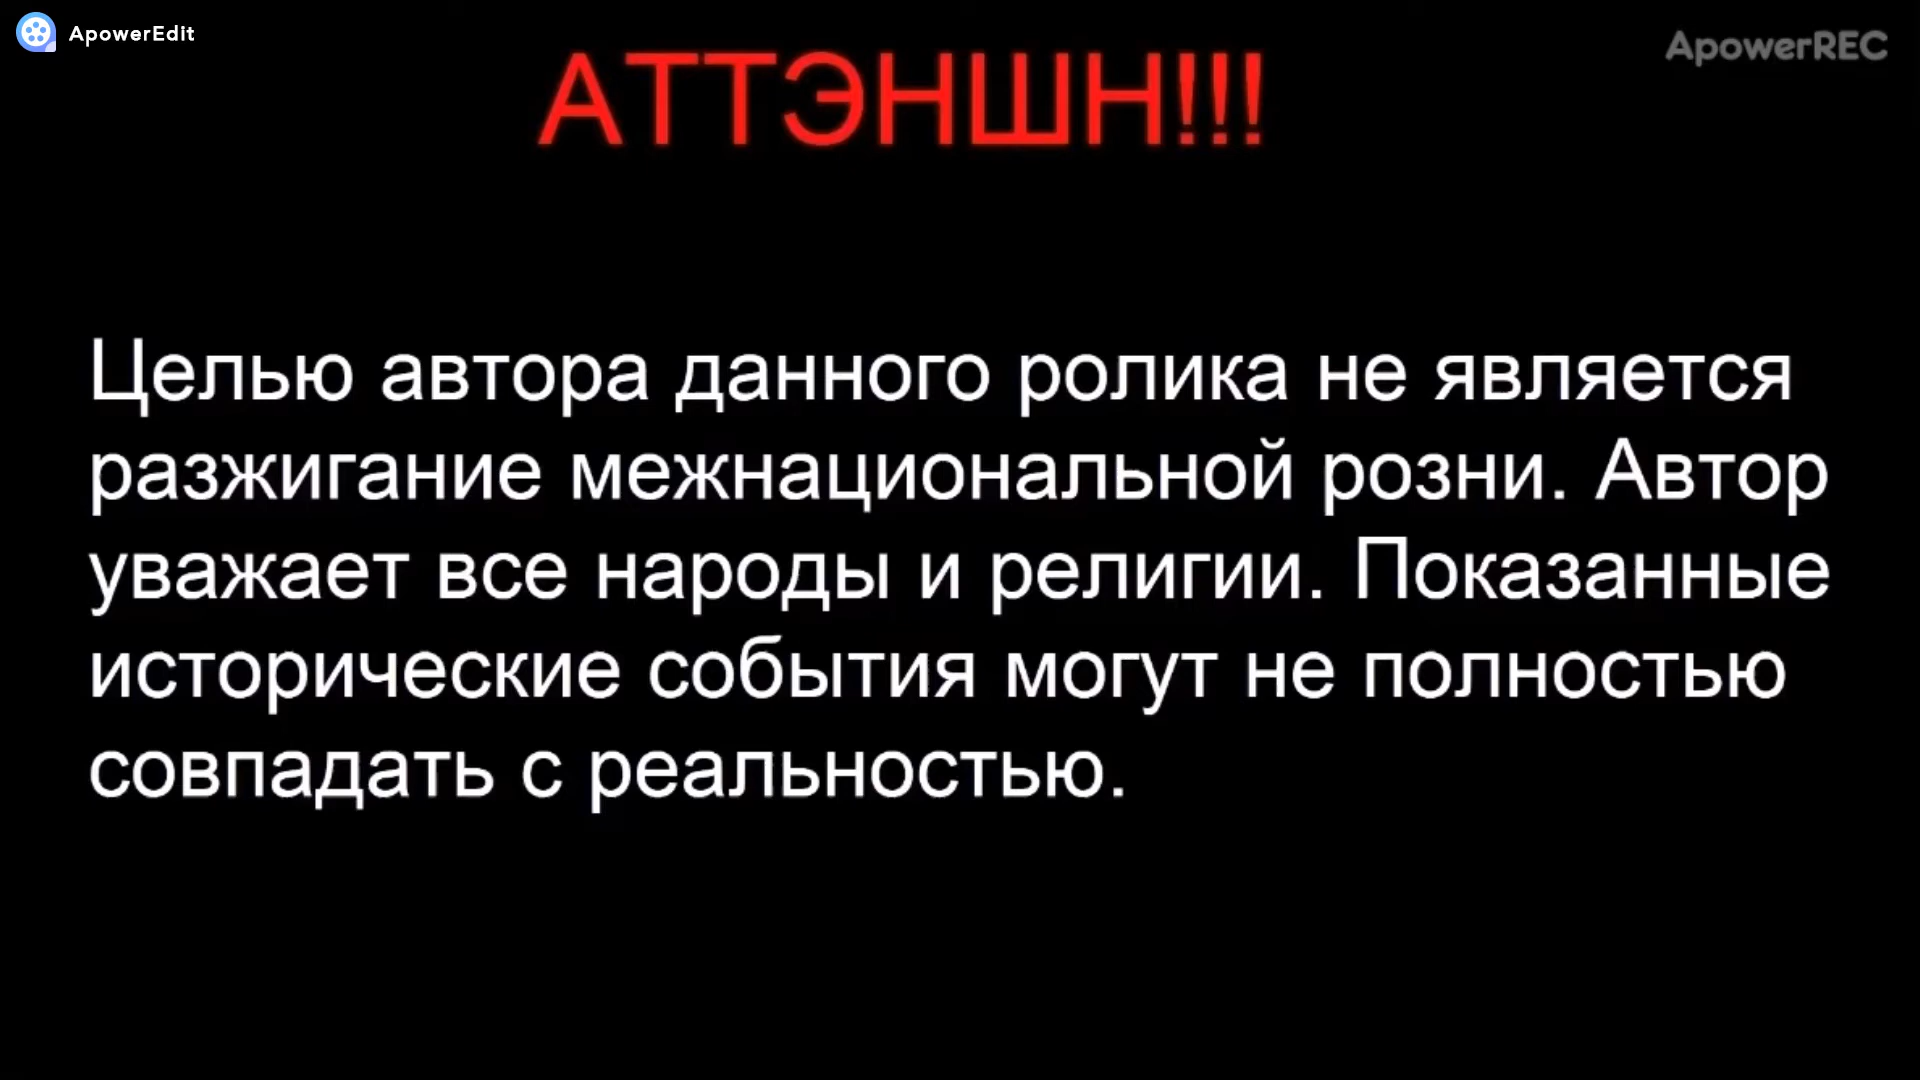 ApowerEdit
ApowerREC
АТТЭНШН!!!
Целью автора данного ролика не является
разжигание межнациональной розни. Автор
уважает все народы и религии. Показанные
исторические события могут не полностью
совпадать с реальностью.